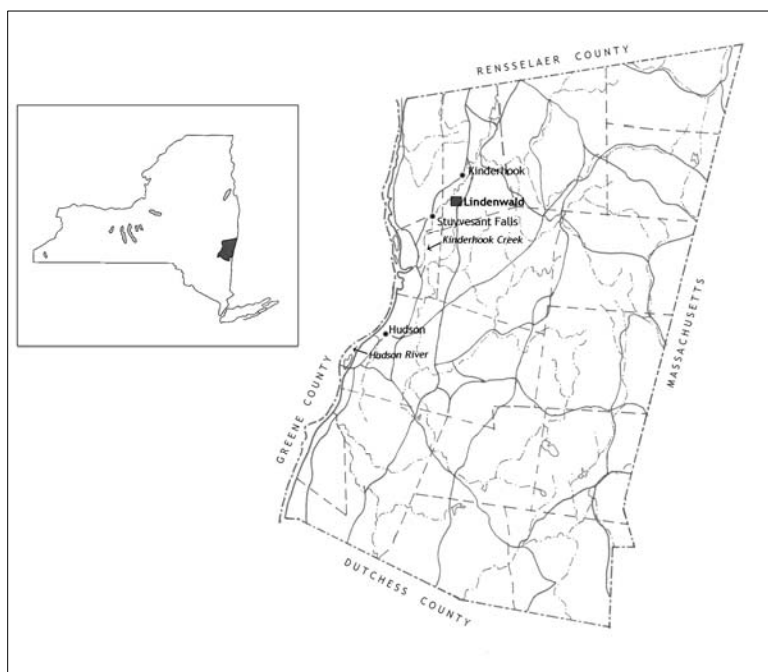 RENSSELAER COUNTY
Kinderhook
Lindenwald
Stuyvesant Falls
Kinderhook Creek
MASSACHUSETTS
Hudson
Hudson River
GREENE COUNTY
DUTCHESS COUNTY